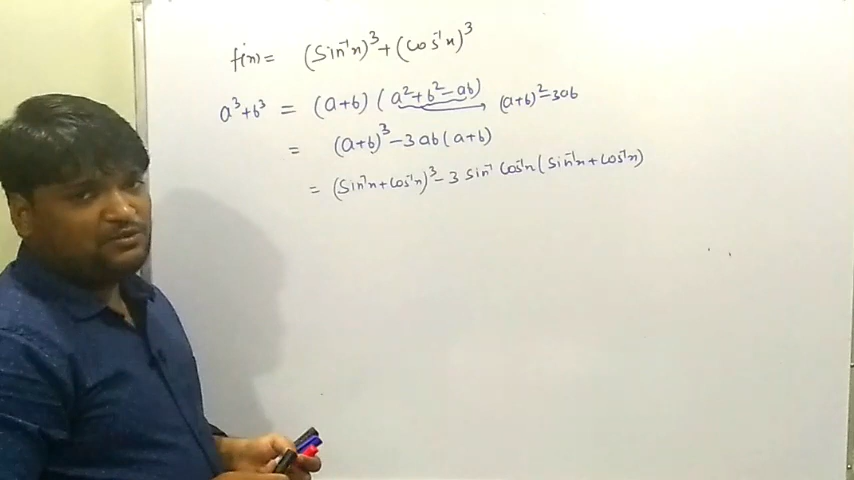 f(x) = (Sin⁻¹x)³ + (Cos⁻¹x)³
a³+b³ = (a+b) (a²+b²-ab) → (a+b)²-3ab
= (a+b)³ - 3ab(a+b)
= (Sin⁻¹x+Cos⁻¹x)³ - 3 Sin⁻¹ Cos⁻¹x (Sin⁻¹x + Cos⁻¹x)